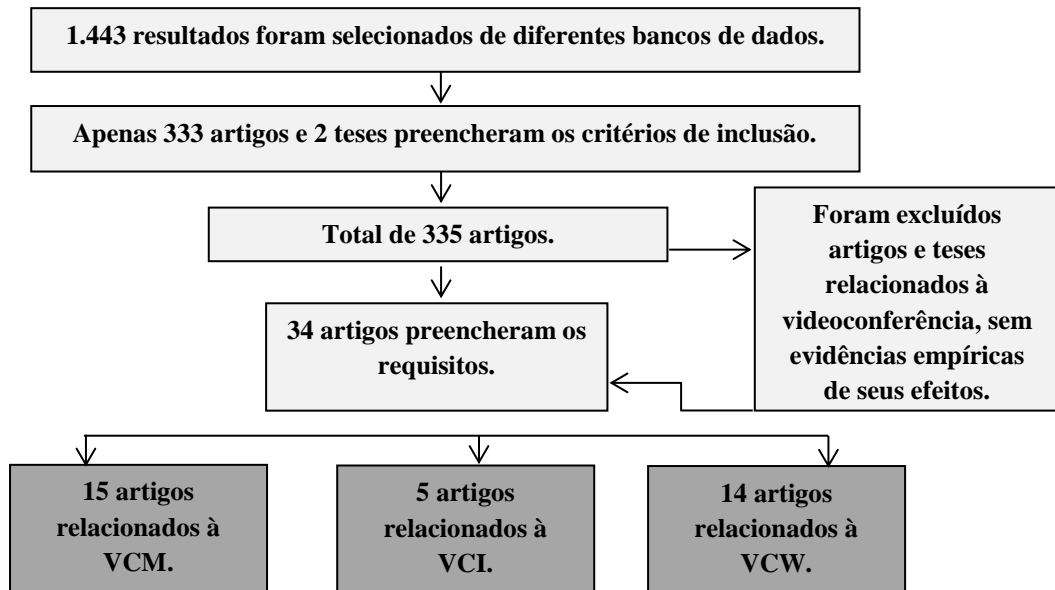 1.443 resultados foram selecionados de diferentes bancos de dados.
Apenas 333 artigos e 2 teses preencheram os critérios de inclusão.
Total de 335 artigos.
Foram excluídos
artigos e teses
relacionados à
videoconferência, sem
evidências empíricas
de seus efeitos.
34 artigos preencheram os
requisitos.
15 artigos
relacionados à
VCM.
5 artigos
relacionados à
VCI.
14 artigos
relacionados à
VCW.